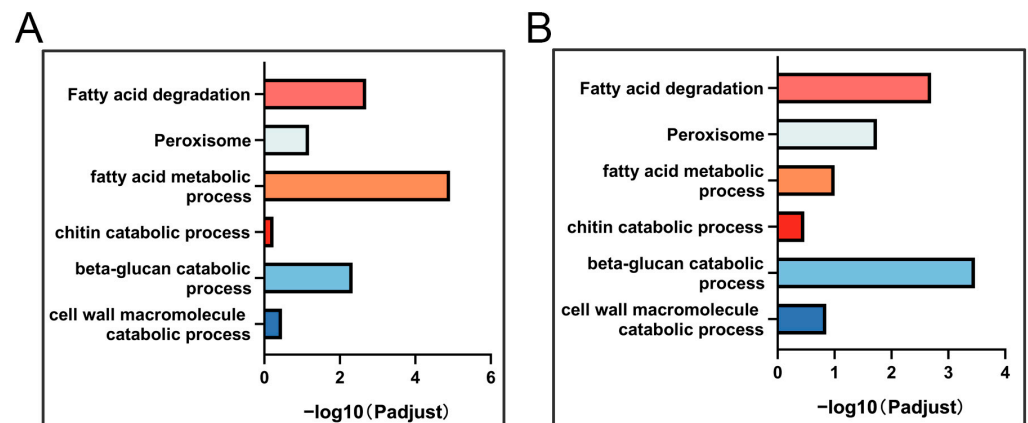 A
Fatty acid degradation
Peroxisome
fatty acid metabolic
process
chitin catabolic process
beta-glucan catabolic
process
cell wall macromolecule
catabolic process
0 2 4 6
−log10（Padjust）
B
Fatty acid degradation
Peroxisome
fatty acid metabolic
process
chitin catabolic process
beta-glucan catabolic
process
cell wall macromolecule
catabolic process
0 1 2 3 4
−log10（Padjust）